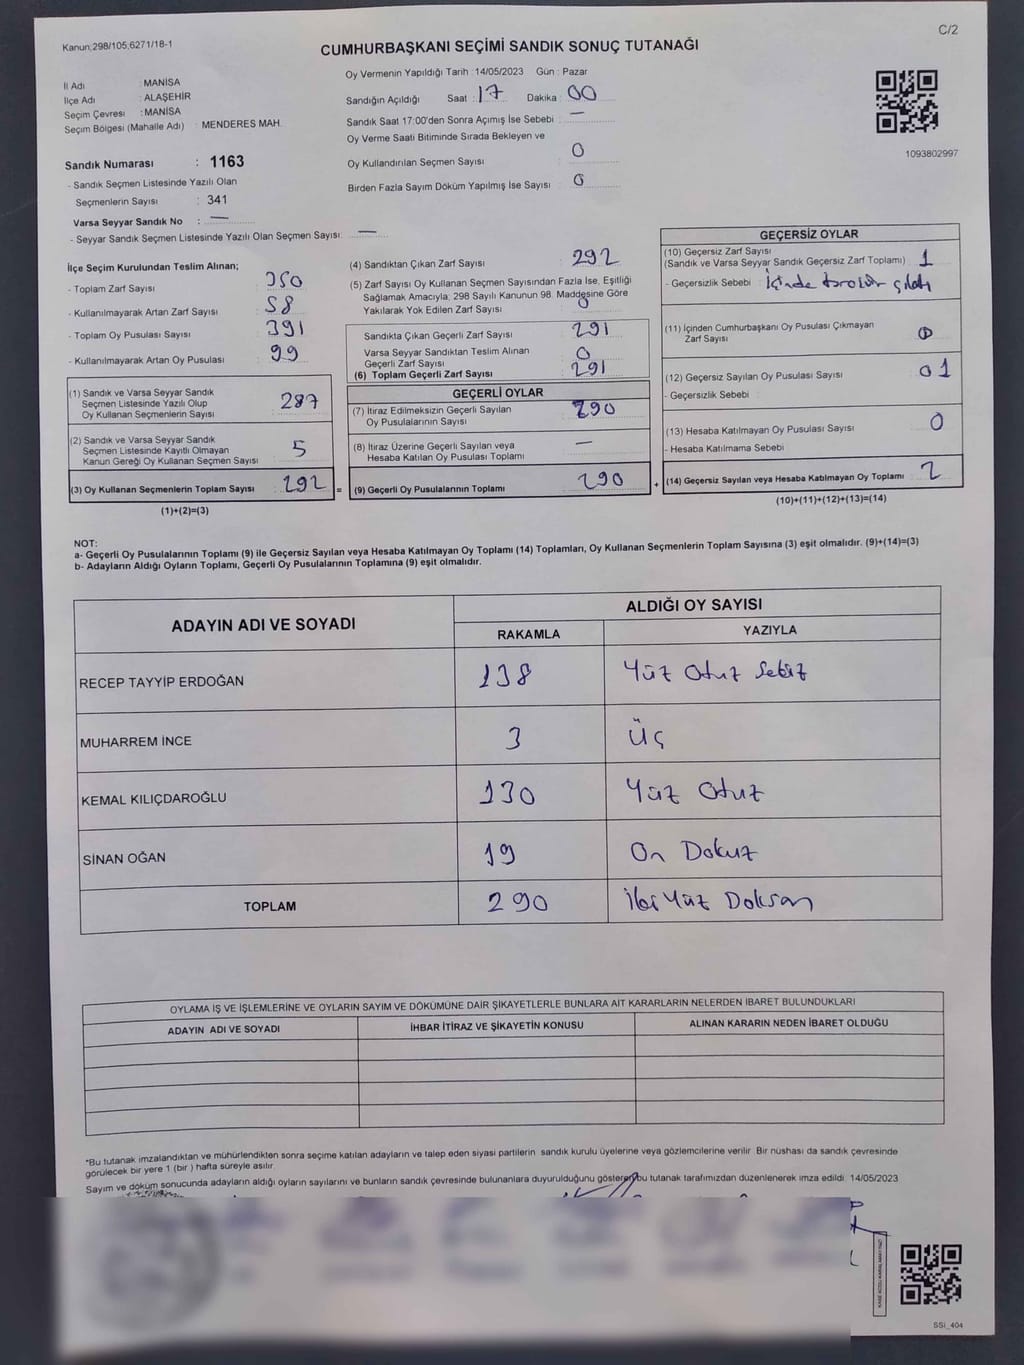 Kanun:298/105;6271/18-1
C/2
CUMHURBAŞKANI SEÇİMİ SANDIK SONUÇ TUTANAĞI
İl Adı : MANİSA
İlçe Adı : ALAŞEHİR
Seçim Çevresi : MANİSA
Seçim Bölgesi (Mahalle Adı) : MENDERES MAH.
Sandık Numarası : 1163
- Sandık Seçmen Listesinde Yazılı Olan
Seçmenlerin Sayısı : 341
Varsa Seyyar Sandık No : —
- Seyyar Sandık Seçmen Listesinde Yazılı Olan Seçmen Sayısı: —
Oy Vermenin Yapıldığı Tarih : 14/05/2023 Gün : Pazar
Sandığın Açıldığı Saat : 17 Dakika : 00
Sandık Saat 17:00'den Sonra Açımış İse Sebebi : —
Oy Verme Saati Bitiminde Sırada Bekleyen ve
Oy Kullandırılan Seçmen Sayısı : 0
Birden Fazla Sayım Döküm Yapılmış İse Sayısı : 0
1093802997
İlçe Seçim Kurulundan Teslim Alınan;
- Toplam Zarf Sayısı : 350
- Kullanılmayarak Artan Zarf Sayısı : 58
- Toplam Oy Pusulası Sayısı : 391
- Kullanılmayarak Artan Oy Pusulası : 99
(1) Sandık ve Varsa Seyyar Sandık
Seçmen Listesinde Yazılı Olup
Oy Kullanan Seçmenlerin Sayısı : 287
(2) Sandık ve Varsa Seyyar Sandık
Seçmen Listesinde Kayıtlı Olmayan
Kanun Gereği Oy Kullanan Seçmen Sayısı : 5
(3) Oy Kullanan Seçmenlerin Toplam Sayısı : 292
(1)+(2)=(3)
=
(4) Sandıktan Çıkan Zarf Sayısı : 292
(5) Zarf Sayısı Oy Kullanan Seçmen Sayısından Fazla İse, Eşitliği
Sağlamak Amacıyla; 298 Sayılı Kanunun 98. Maddesine Göre
Yakılarak Yok Edilen Zarf Sayısı : 0
Sandıkta Çıkan Geçerli Zarf Sayısı : 291
Varsa Seyyar Sandıktan Teslim Alınan
Geçerli Zarf Sayısı : 0
(6) Toplam Geçerli Zarf Sayısı : 291
GEÇERLİ OYLAR
(7) İtiraz Edilmeksizin Geçerli Sayılan
Oy Pusulalarının Sayısı : 290
(8) İtiraz Üzerine Geçerli Sayılan veya
Hesaba Katılan Oy Pusulası Toplamı : —
(9) Geçerli Oy Pusulalarının Toplamı : 290
+
GEÇERSİZ OYLAR
(10) Geçersiz Zarf Sayısı
(Sandık ve Varsa Seyyar Sandık Geçersiz Zarf Toplamı) : 1
- Geçersizlik Sebebi : çıktı
(11) İçinden Cumhurbaşkanı Oy Pusulası Çıkmayan
Zarf Sayısı : 0
(12) Geçersiz Sayılan Oy Pusulası Sayısı : 01
- Geçersizlik Sebebi :
(13) Hesaba Katılmayan Oy Pusulası Sayısı : 0
- Hesaba Katılmama Sebebi
(14) Geçersiz Sayılan veya Hesaba Katılmayan Oy Toplamı : 2
(10)+(11)+(12)+(13)=(14)
NOT:
a- Geçerli Oy Pusulalarının Toplamı (9) ile Geçersiz Sayılan veya Hesaba Katılmayan Oy Toplamı (14) Toplamları, Oy Kullanan Seçmenlerin Toplam Sayısına (3) eşit olmalıdır. (9)+(14)=(3)
b- Adayların Aldığı Oyların Toplamı, Geçerli Oy Pusulalarının Toplamına (9) eşit olmalıdır.
ADAYIN ADI VE SOYADI
ALDIĞI OY SAYISI
RAKAMLA YAZIYLA
RECEP TAYYİP ERDOĞAN 138 Yüz Otuz Sekiz
MUHARREM İNCE 3 Üç
KEMAL KILIÇDAROĞLU 130 Yüz Otuz
SİNAN OĞAN 19 On Dokuz
TOPLAM 290 İki Yüz Doksan
OYLAMA İŞ VE İŞLEMLERİNE VE OYLARIN SAYIM VE DÖKÜMÜNE DAİR ŞİKAYETLERLE BUNLARA AİT KARARLARIN NELERDEN İBARET BULUNDUKLARI
ADAYIN ADI VE SOYADI İHBAR İTİRAZ VE ŞİKAYETİN KONUSU ALINAN KARARIN NEDEN İBARET OLDUĞU
*Bu tutanak imzalandıktan ve mühürlendikten sonra seçime katılan adayların ve talep eden siyasi partilerin sandık kurulu üyelerine veya gözlemcilerine verilir. Bir nüshası da sandık çevresinde
görülecek bir yere 1 (bir ) hafta süreyle asılır.
Sayım ve döküm sonucunda adayların aldığı oyların sayılarını ve bunların sandık çevresinde bulunanlara duyurulduğunu gösterir bu tutanak tarafımızdan düzenlenerek imza edildi. 14/05/2023
SSI_404